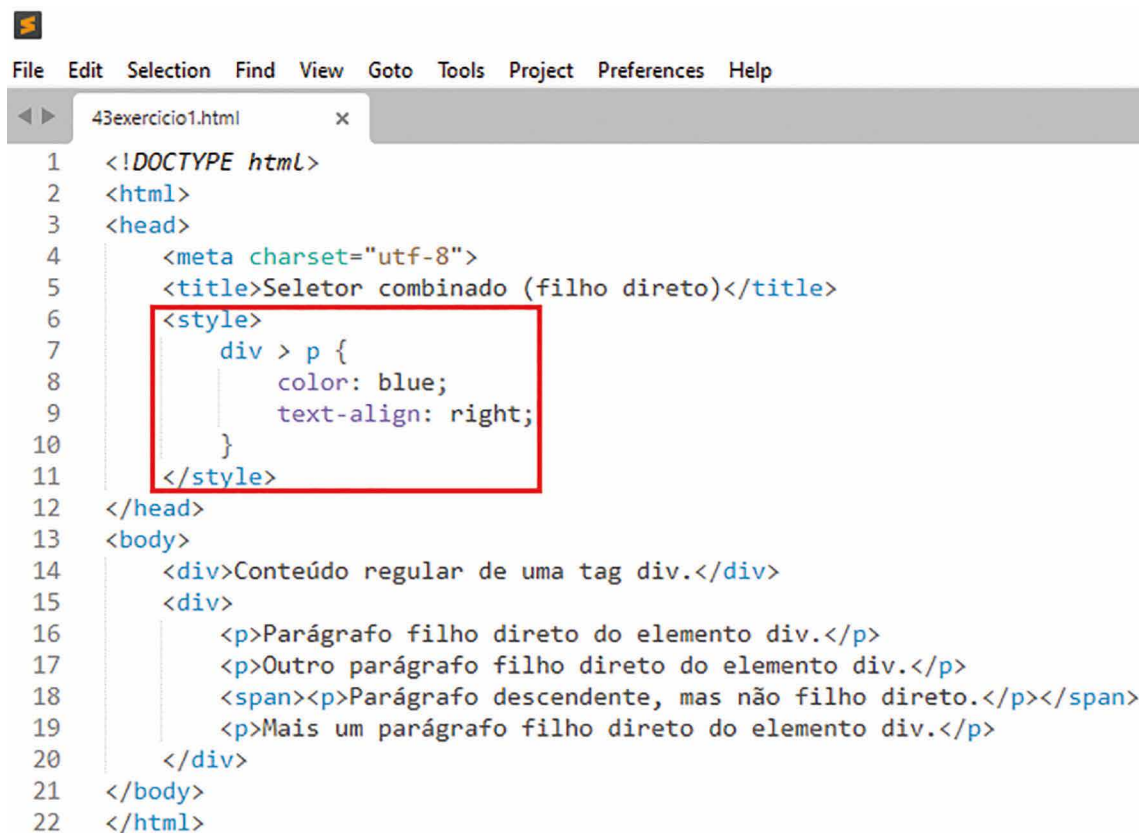 File Edit Selection Find View Goto Tools Project Preferences Help
43exercicio1.html ×
1 <!DOCTYPE html>
2 <html>
3 <head>
4 <meta charset="utf-8">
5 <title>Seletor combinado (filho direto)</title>
6 <style>
7 div > p {
8 color: blue;
9 text-align: right;
10 }
11 </style>
12 </head>
13 <body>
14 <div>Conteúdo regular de uma tag div.</div>
15 <div>
16 <p>Parágrafo filho direto do elemento div.</p>
17 <p>Outro parágrafo filho direto do elemento div.</p>
18 <span><p>Parágrafo descendente, mas não filho direto.</p></span>
19 <p>Mais um parágrafo filho direto do elemento div.</p>
20 </div>
21 </body>
22 </html>